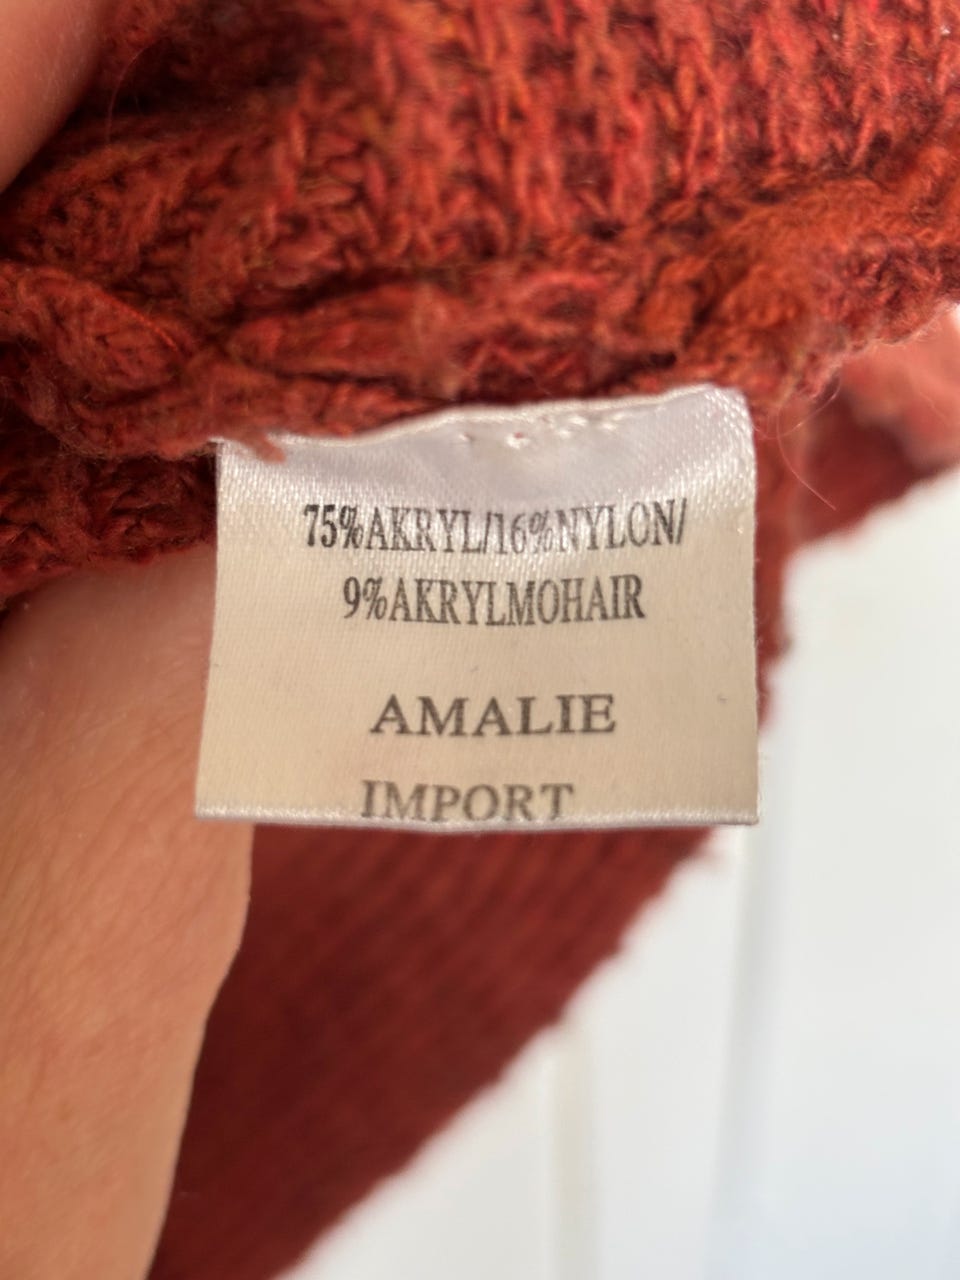 75%AKRYL/16%NYLON/
9%AKRYLMOHAIR
AMALIE
IMPORT